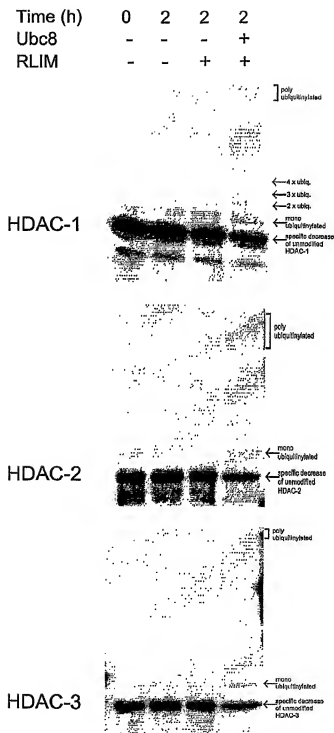 Time (h) 0 2 2 2
Ubc8 - - - +
RLIM - - + +
poly
ubiquitinylated
4 x ubiq.
3 x ubiq.
2 x ubiq.
mono
ubiquitinylated
HDAC-1
specific decrease
of unmodified
HDAC-1
poly
ubiquitinylated
mono
ubiquitinylated
HDAC-2
specific decrease
of unmodified
HDAC-2
poly
ubiquitinylated
mono
ubiquitinylated
HDAC-3
specific decrease
of unmodified
HDAC-3